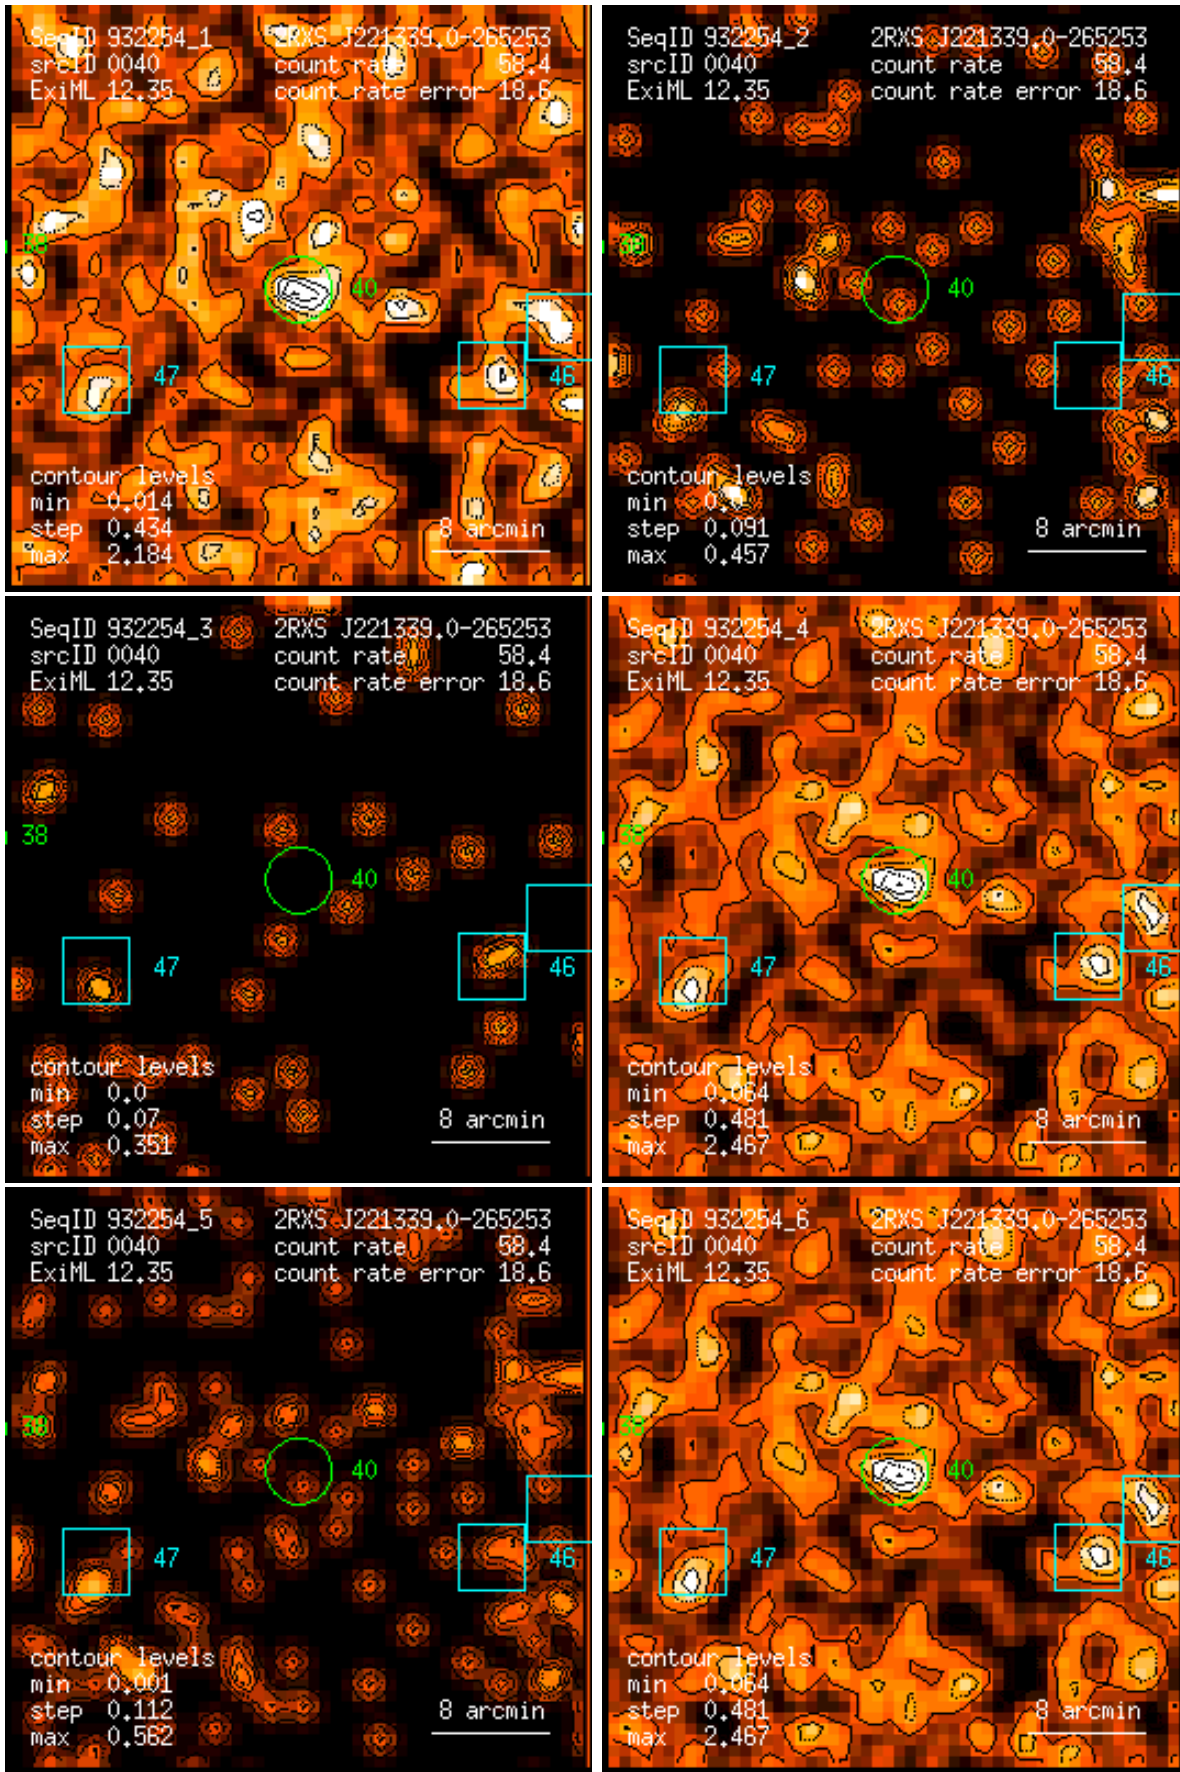 SeqID 932254_1 2RXS J221339.0-265253
srcID 0040 count rate 58.4
ExiML 12.35 count rate error 18.6
38
40
47
46
contour levels
min 0.014
step 0.434 8 arcmin
max 2.184
SeqID 932254_2 2RXS J221339.0-265253
srcID 0040 count rate 58.4
ExiML 12.35 count rate error 18.6
38
40
47
46
contour levels
min 0.0
step 0.091 8 arcmin
max 0.457
SeqID 932254_3 2RXS J221339.0-265253
srcID 0040 count rate 58.4
ExiML 12.35 count rate error 18.6
38
40
47
46
contour levels
min 0.0
step 0.07 8 arcmin
max 0.351
SeqID 932254_4 2RXS J221339.0-265253
srcID 0040 count rate 58.4
ExiML 12.35 count rate error 18.6
38
40
47
46
contour levels
min 0.064
step 0.481 8 arcmin
max 2.467
SeqID 932254_5 2RXS J221339.0-265253
srcID 0040 count rate 58.4
ExiML 12.35 count rate error 18.6
38
40
47
46
contour levels
min 0.001
step 0.112 8 arcmin
max 0.562
SeqID 932254_6 2RXS J221339.0-265253
srcID 0040 count rate 58.4
ExiML 12.35 count rate error 18.6
38
40
47
46
contour levels
min 0.064
step 0.481 8 arcmin
max 2.467